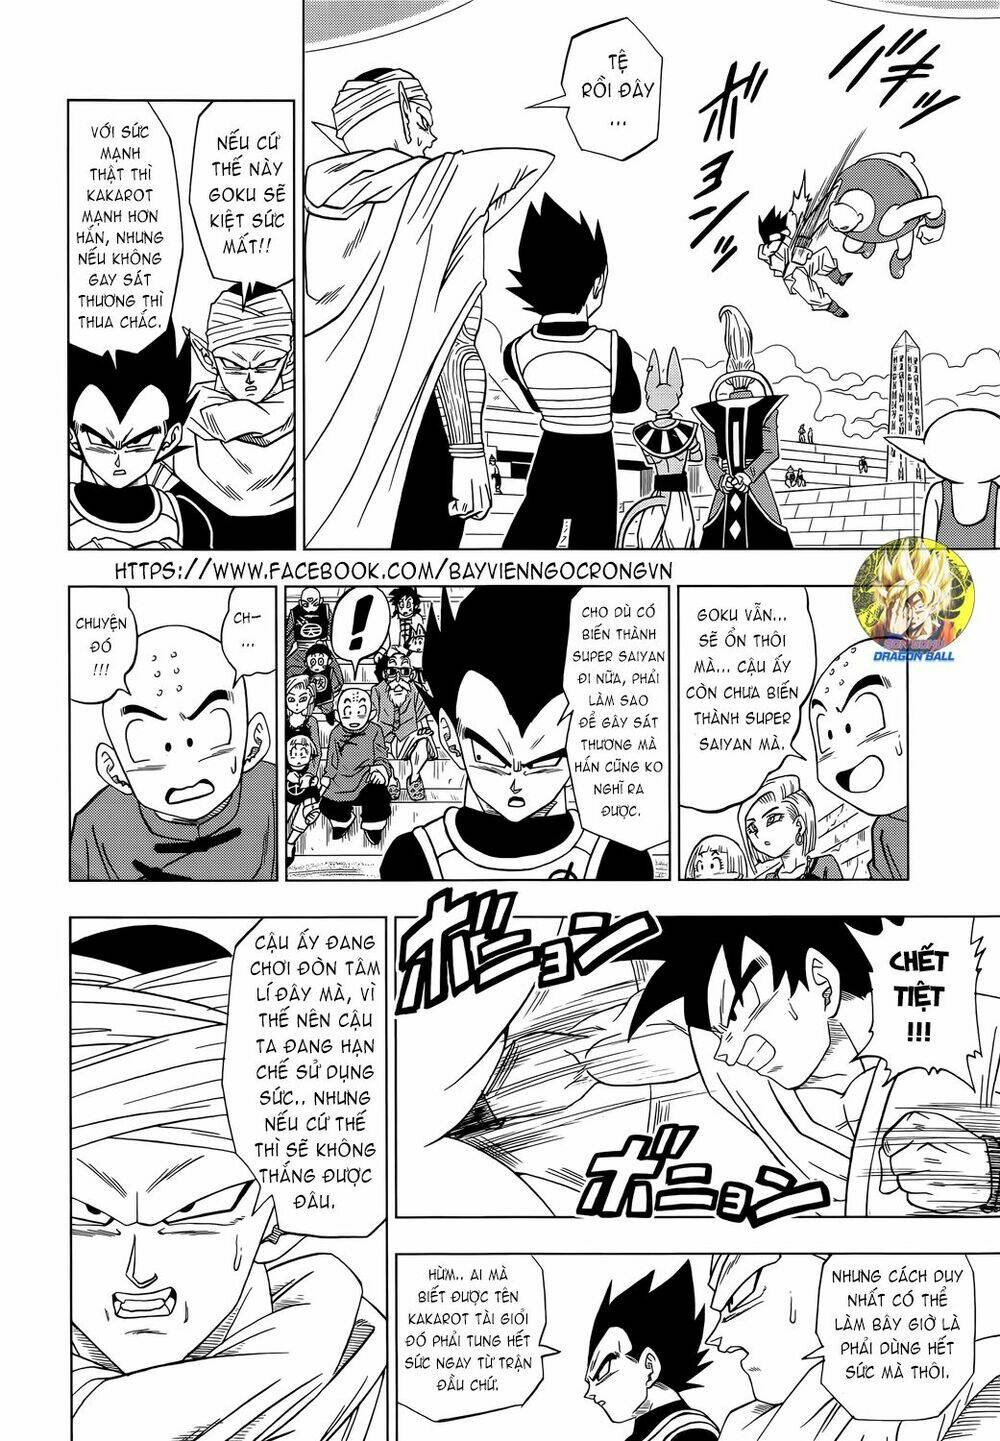 TỆ
RỒI ĐÂY
...
バババッ
ボヨン
NẾU CỨ
THẾ NÀY
GOKU SẼ
KIỆT SỨC
MẤT!!
VỚI SỨC
MẠNH
THẬT THÌ
KAKAROT
MẠNH HƠN
HẮN, NHƯNG
NẾU KHÔNG
GAY SÁT
THƯƠNG THÌ
THUA CHẮC.
HTTPS://WWW.FACEBOOK.COM/BAYVIENNGOCRONGVN
DRAGON BALL
GOKU VẪN...
SẼ ỔN THÔI
MÀ... CẬU ẤY
CÒN CHƯA BIẾN
THÀNH SUPER
SAIYAN MÀ.
CHO DÙ CÓ
BIẾN THÀNH
SUPER SAIYAN
ĐI NỮA, PHẢI
LÀM SAO
ĐỂ GÂY SÁT
THƯƠNG MÀ
HẮN CŨNG KO
NGHĨ RA
ĐƯỢC.
!
CH-
...
CHUYỆN
ĐÓ
!!!
CHẾT
TIỆT
!!!
ボニョン
ボニョン
CẬU ẤY ĐANG
CHƠI ĐÒN TÂM
LÍ ĐẤY MÀ, VÌ
THẾ NÊN CẬU
TA ĐANG HẠN
CHẾ SỬ DỤNG
SỨC.. NHƯNG
NẾU CỨ THẾ
THÌ SẼ KHÔNG
THẮNG ĐƯỢC
ĐÂU.
NHƯNG CÁCH DUY
NHẤT CÓ THỂ
LÀM BÂY GIỜ LÀ
PHẢI DÙNG HẾT
SỨC MÀ THÔI.
HỪM.. AI MÀ
BIẾT ĐƯỢC TÊN
KAKAROT TÀI GIỎI
ĐÓ PHẢI TUNG HẾT
SỨC NGAY TỪ TRẬN
ĐẦU CHỨ.